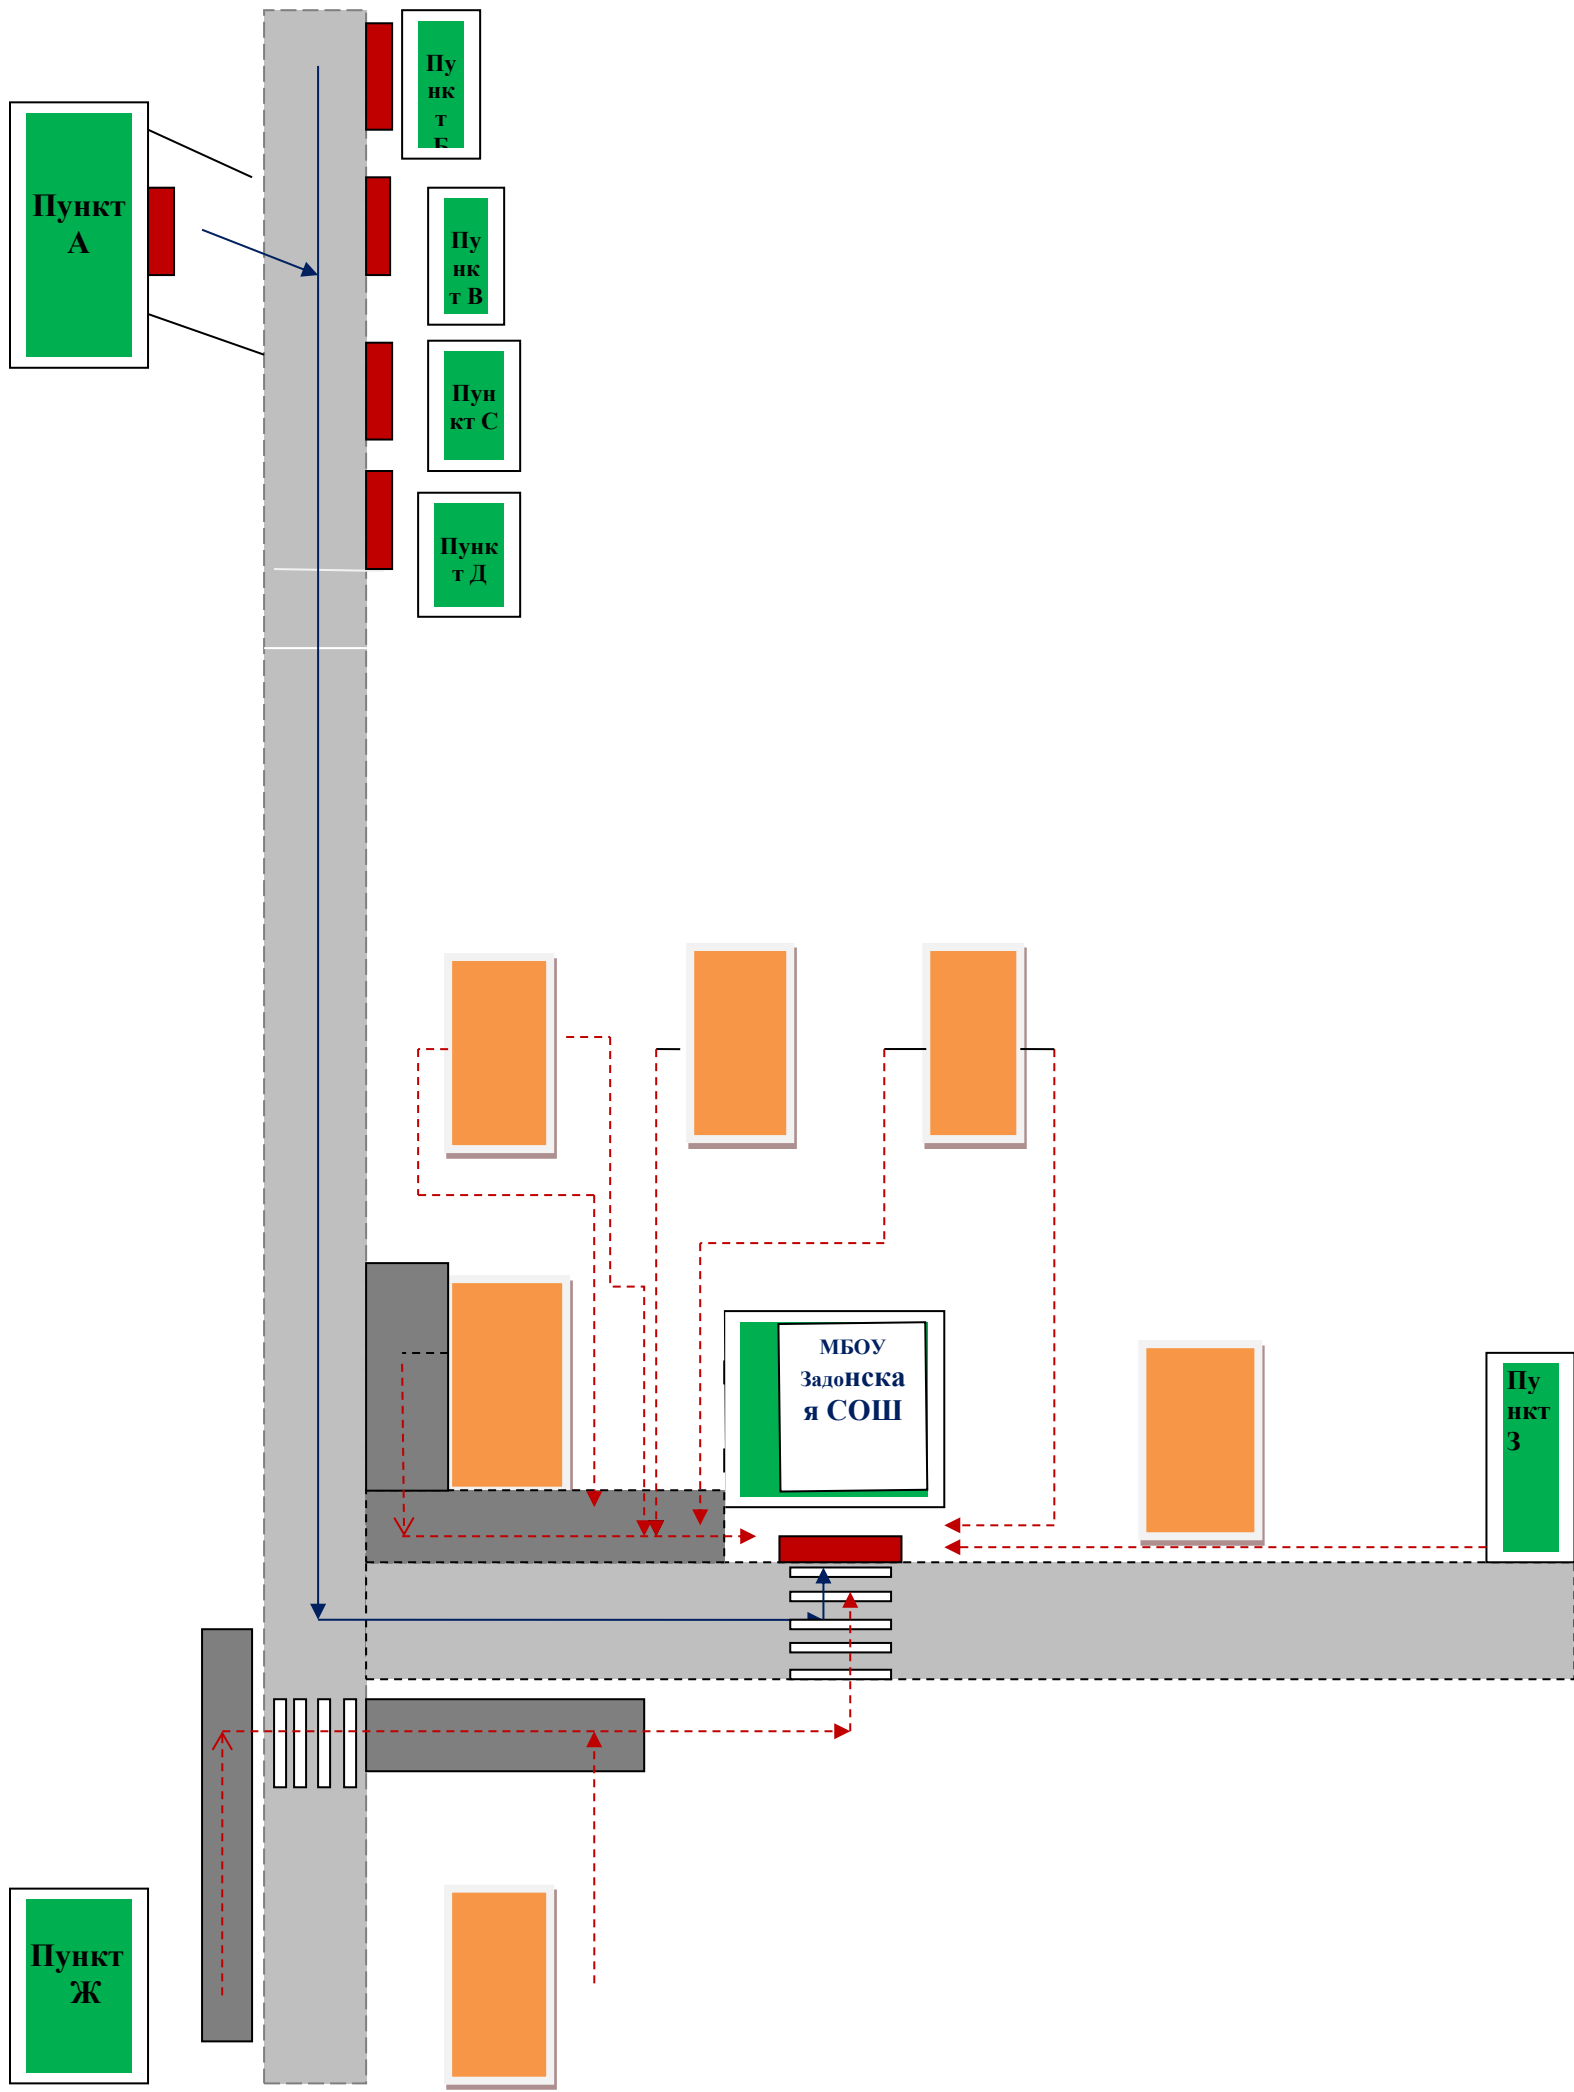 Пу
нк
т
Б
Пункт
А
Пу
нк
т В
Пун
кт С
Пунк
т Д
МБОУ
Задонска
я СОШ
Пу
нкт
З
Пункт
Ж